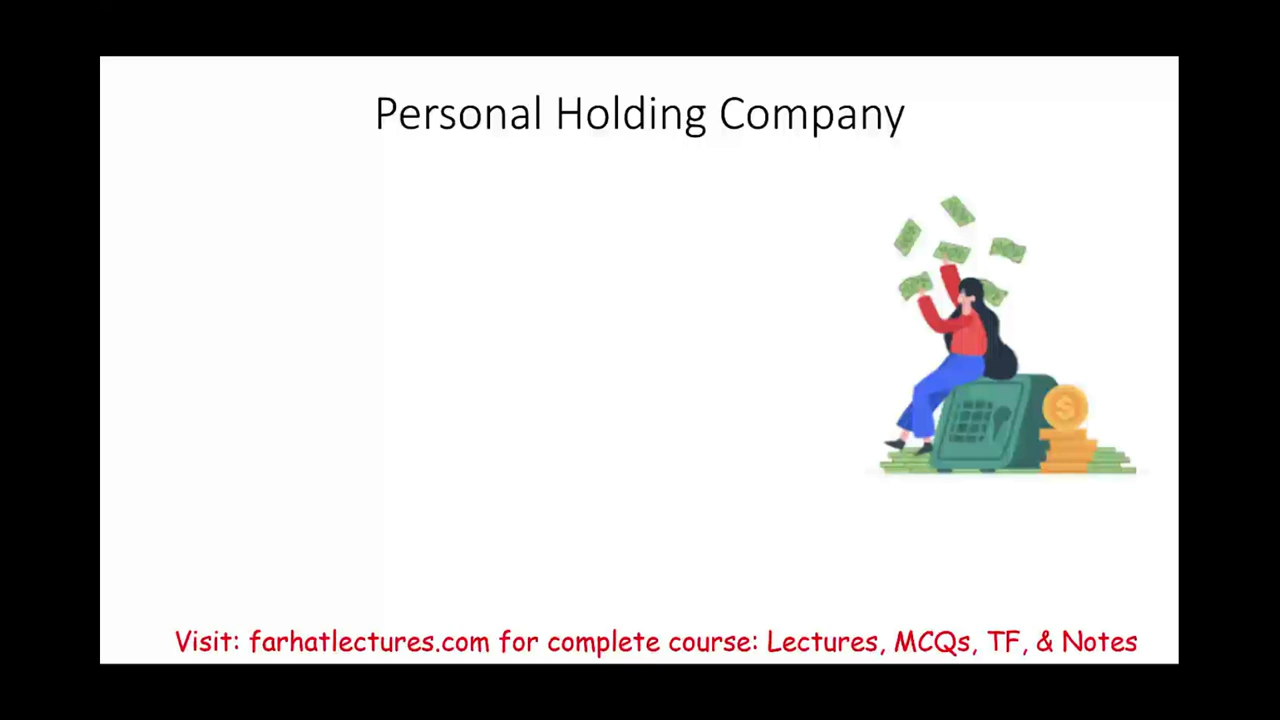 Personal Holding Company
$
Visit: farhatlectures.com for complete course: Lectures, MCQs, TF, & Notes